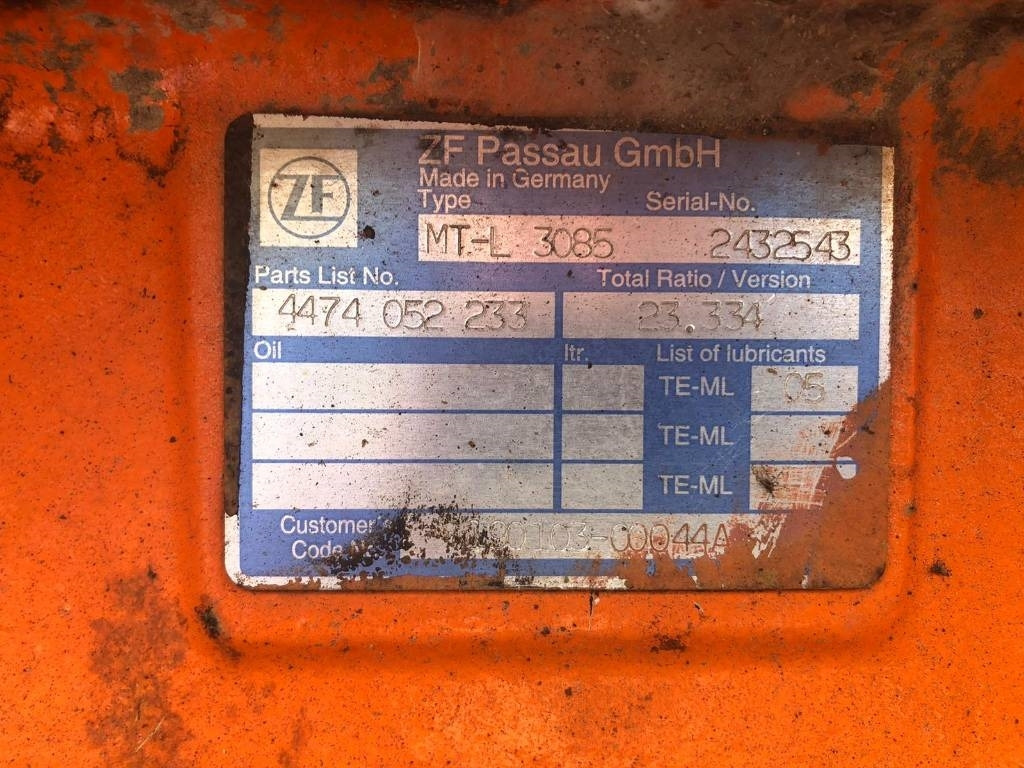 ZF
ZF Passau GmbH
Made in Germany
Type Serial-No.
MT-L 3085 2432543
Parts List No. Total Ratio / Version
4474 052 233 23.334
Oil ltr. List of lubricants
TE-ML 05
TE-ML
TE-ML
Customer's
Code